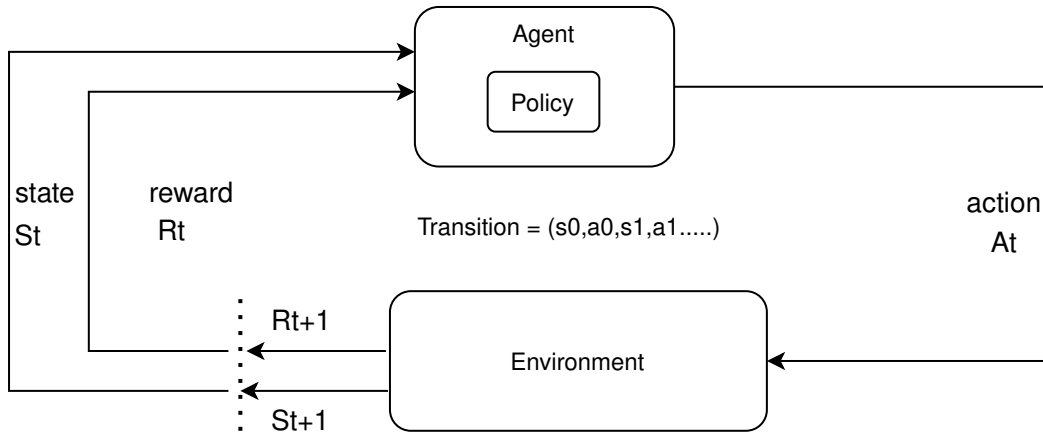 Agent
Policy
state
St
reward
Rt
Transition = (s0,a0,s1,a1.....)
action
At
Rt+1
Environment
St+1